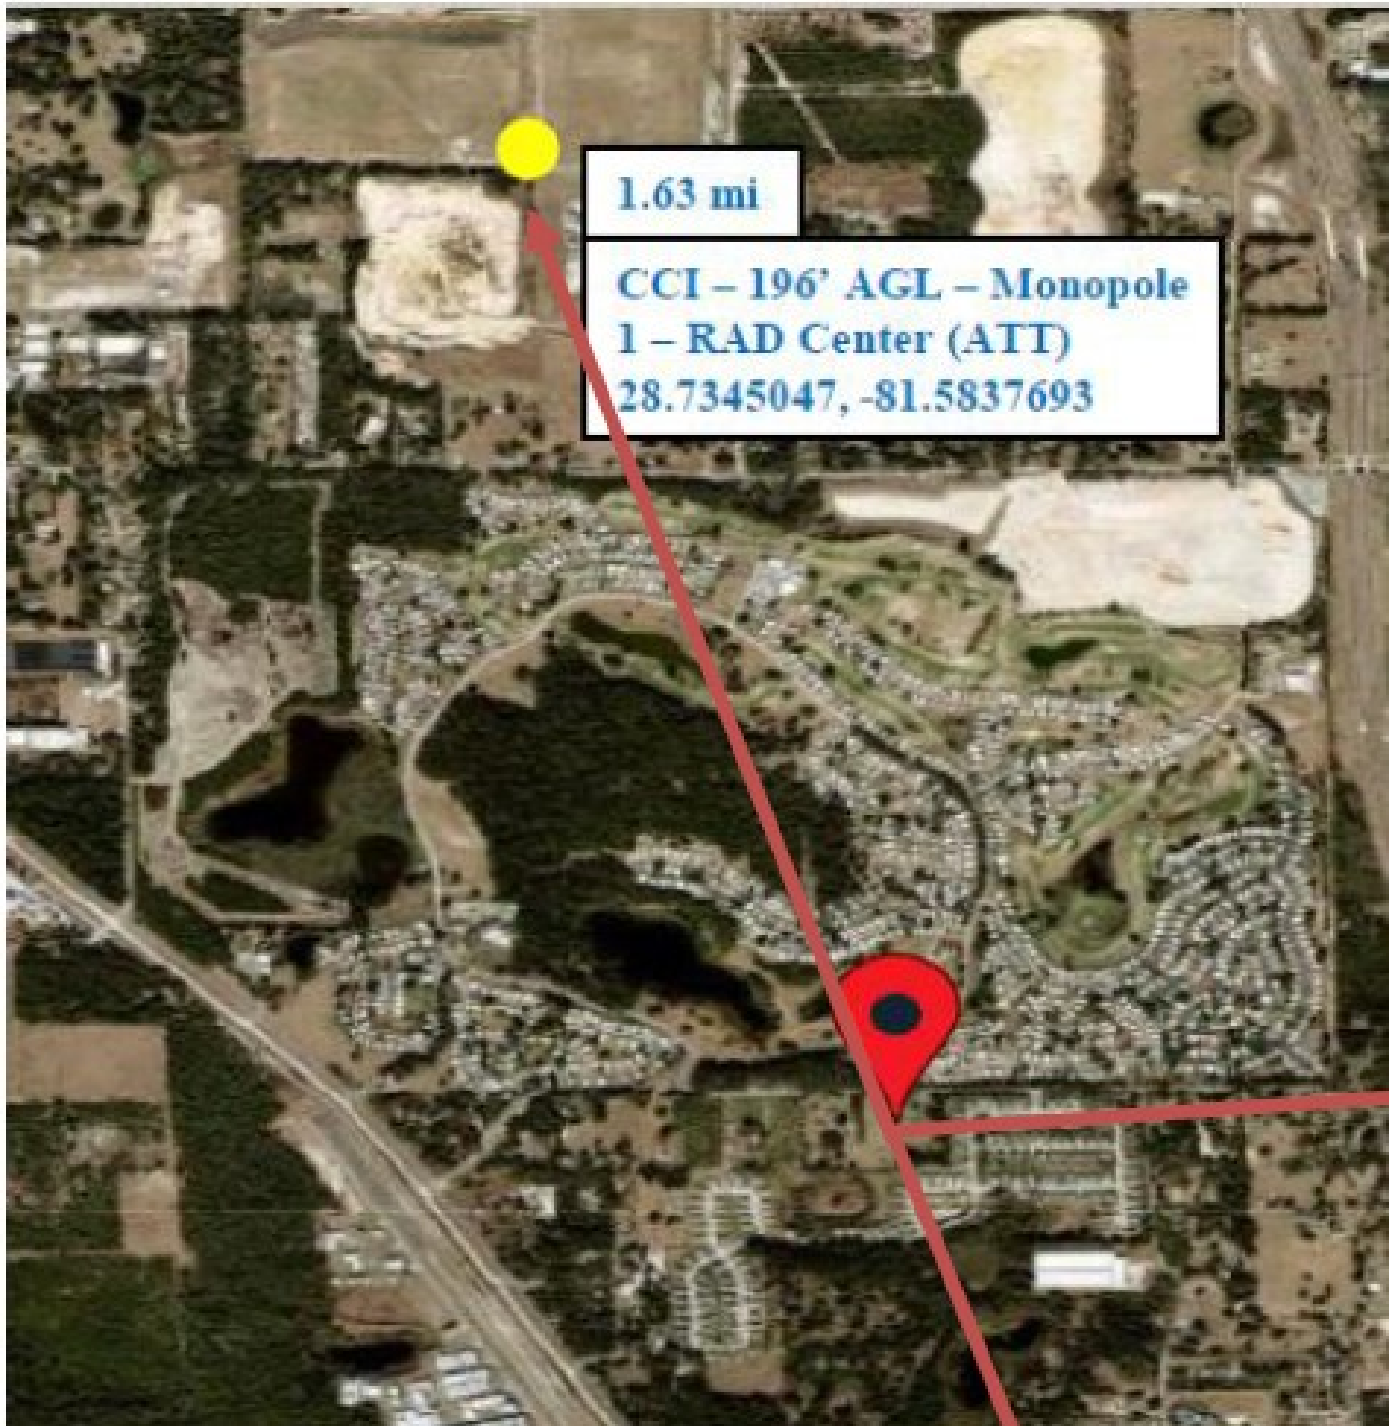 1.63 mi
CCI – 196’ AGL – Monopole
1 – RAD Center (ATT)
28.7345047, -81.5837693